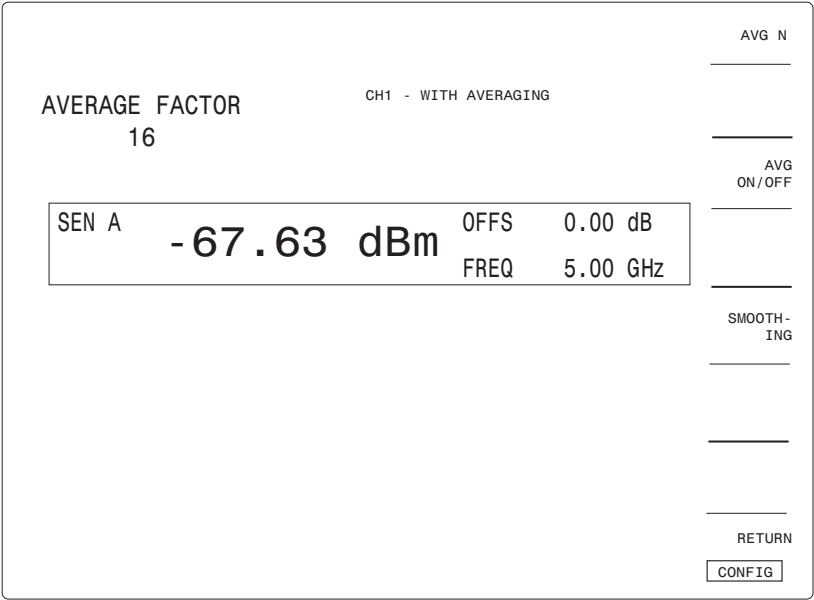 AVG N
AVERAGE FACTOR
16
CH1 - WITH AVERAGING
AVG
ON/OFF
SEN A
-67.63 dBm
OFFS 0.00 dB
FREQ 5.00 GHz
SMOOTH-
ING
RETURN
CONFIG